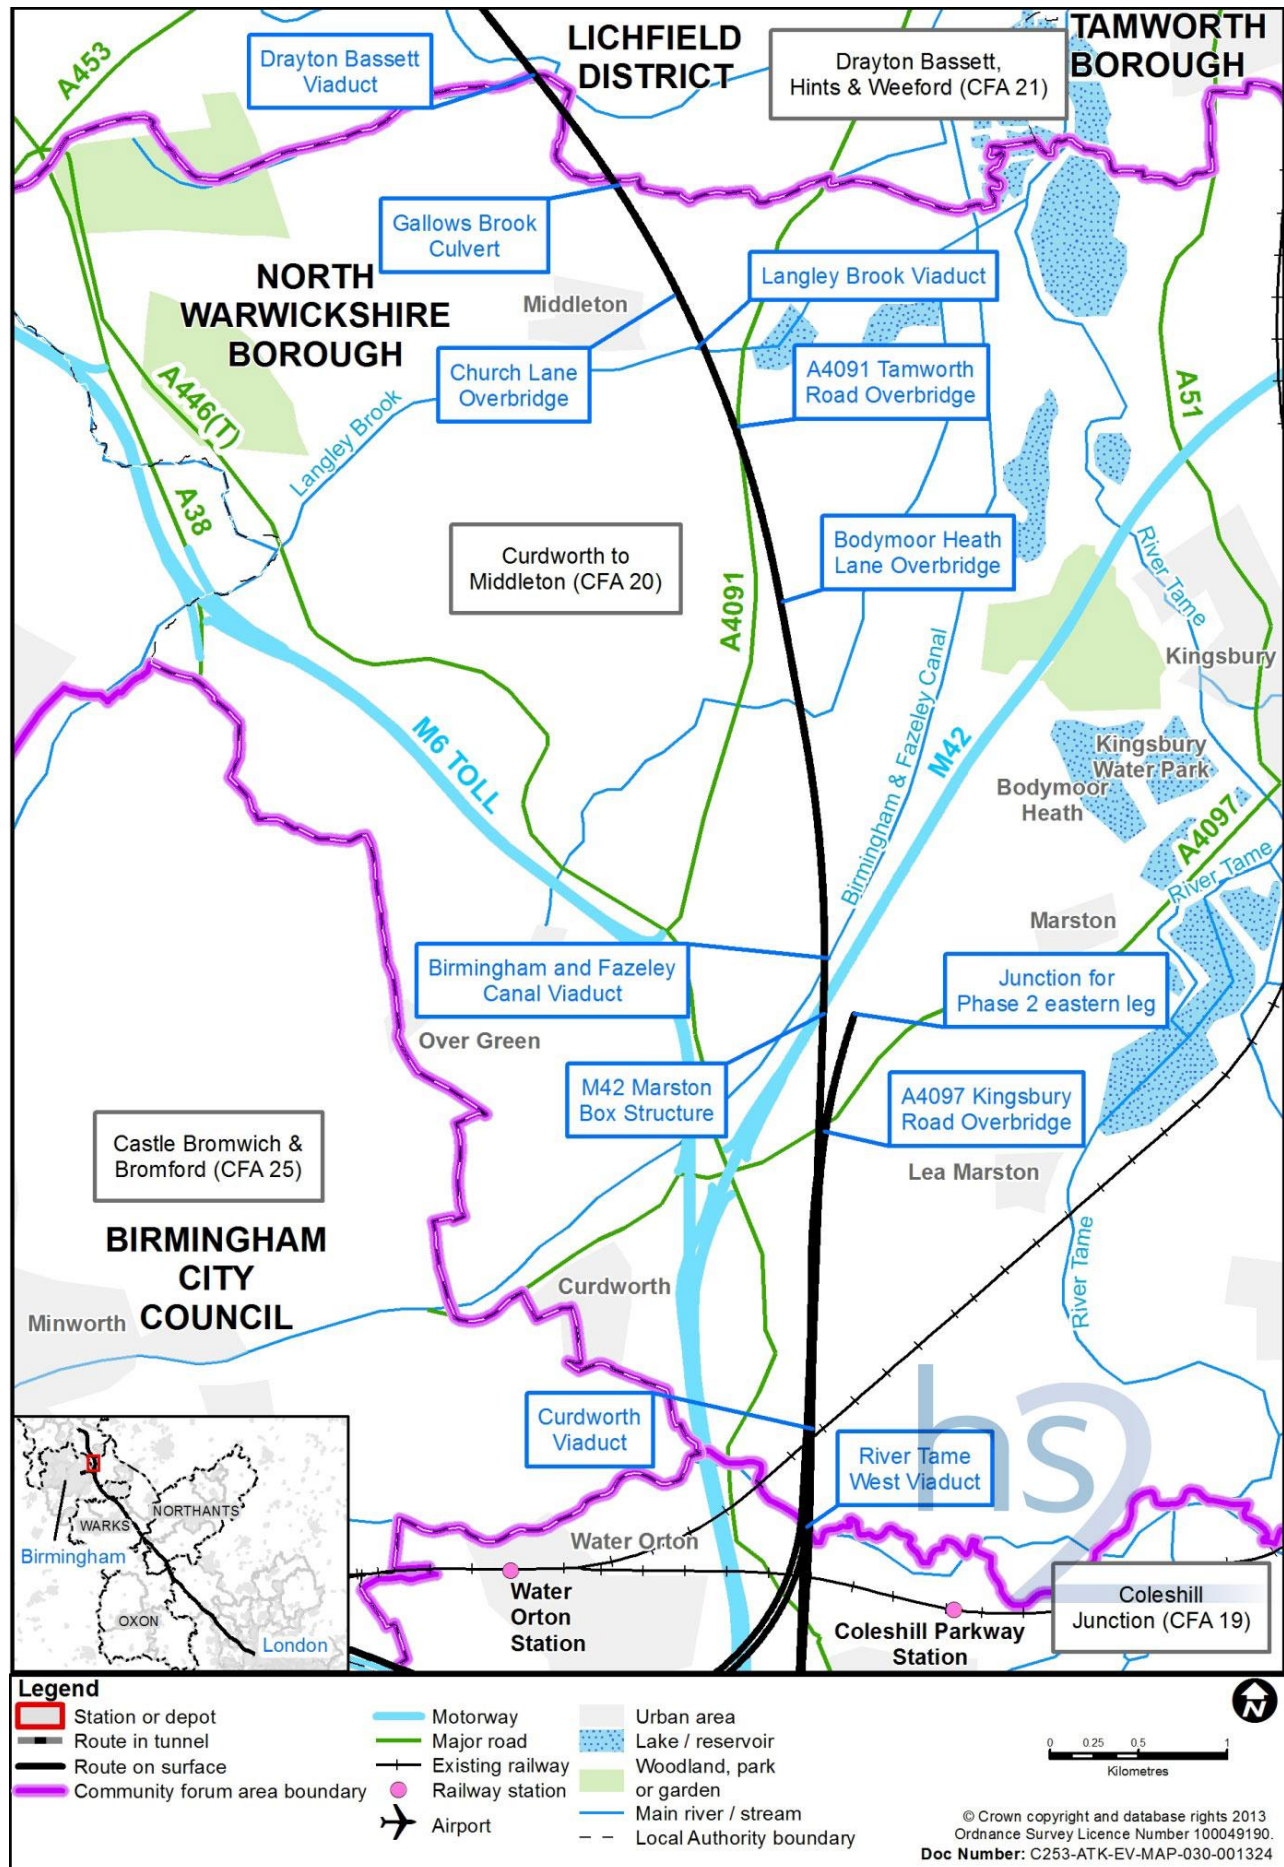 A453
Drayton Bassett
Viaduct
LICHFIELD
DISTRICT
Drayton Bassett,
Hints & Weeford (CFA 21)
TAMWORTH
BOROUGH
Gallows Brook
Culvert
NORTH
WARWICKSHIRE
BOROUGH
Middleton
Langley Brook Viaduct
Church Lane
Overbridge
A4091 Tamworth
Road Overbridge
A446(T)
Langley Brook
A51
A38
Curdworth to
Middleton (CFA 20)
Bodymoor Heath
Lane Overbridge
A4091
River Tame
Kingsbury
M6 TOLL
Birmingham & Fazeley Canal
M42
Kingsbury
Water Park
Bodymoor
Heath
A4097
River Tame
Marston
Birmingham and Fazeley
Canal Viaduct
Junction for
Phase 2 eastern leg
Over Green
M42 Marston
Box Structure
A4097 Kingsbury
Road Overbridge
Castle Bromwich &
Bromford (CFA 25)
Lea Marston
BIRMINGHAM
CITY
COUNCIL
Minworth
Curdworth
River Tame
Curdworth
Viaduct
River Tame
West Viaduct
hs2
Water Orton
Water
Orton
Station
Coleshill Parkway
Station
Coleshill
Junction (CFA 19)
NORTHANTS
WARKS
Birmingham
OXON
London
Legend
Station or depot
Route in tunnel
Route on surface
Community forum area boundary
Motorway
Major road
Existing railway
Railway station
Airport
Urban area
Lake / reservoir
Woodland, park
or garden
Main river / stream
Local Authority boundary
N
0 0.25 0.5 1
Kilometres
© Crown copyright and database rights 2013
Ordnance Survey Licence Number 100049190.
Doc Number: C253-ATK-EV-MAP-030-001324